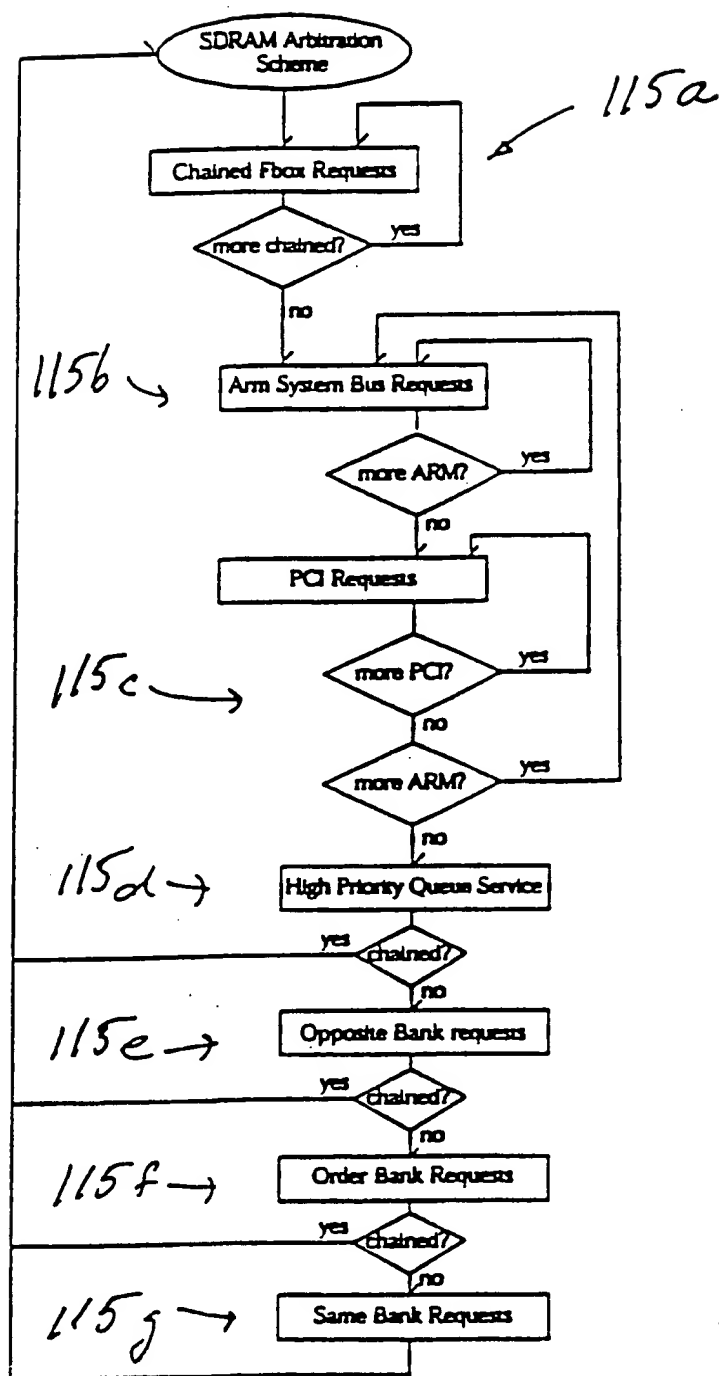 SDRAM Arbitration
Scheme
115a
Chained Fbox Requests
more chained?
yes
no
115b
Arm System Bus Requests
more ARM?
yes
no
PCI Requests
115c
more PCI?
yes
no
more ARM?
yes
no
115d
High Priority Queue Service
yes
chained?
no
115e
Opposite Bank requests
yes
chained?
no
115f
Order Bank Requests
yes
chained?
no
115g
Same Bank Requests